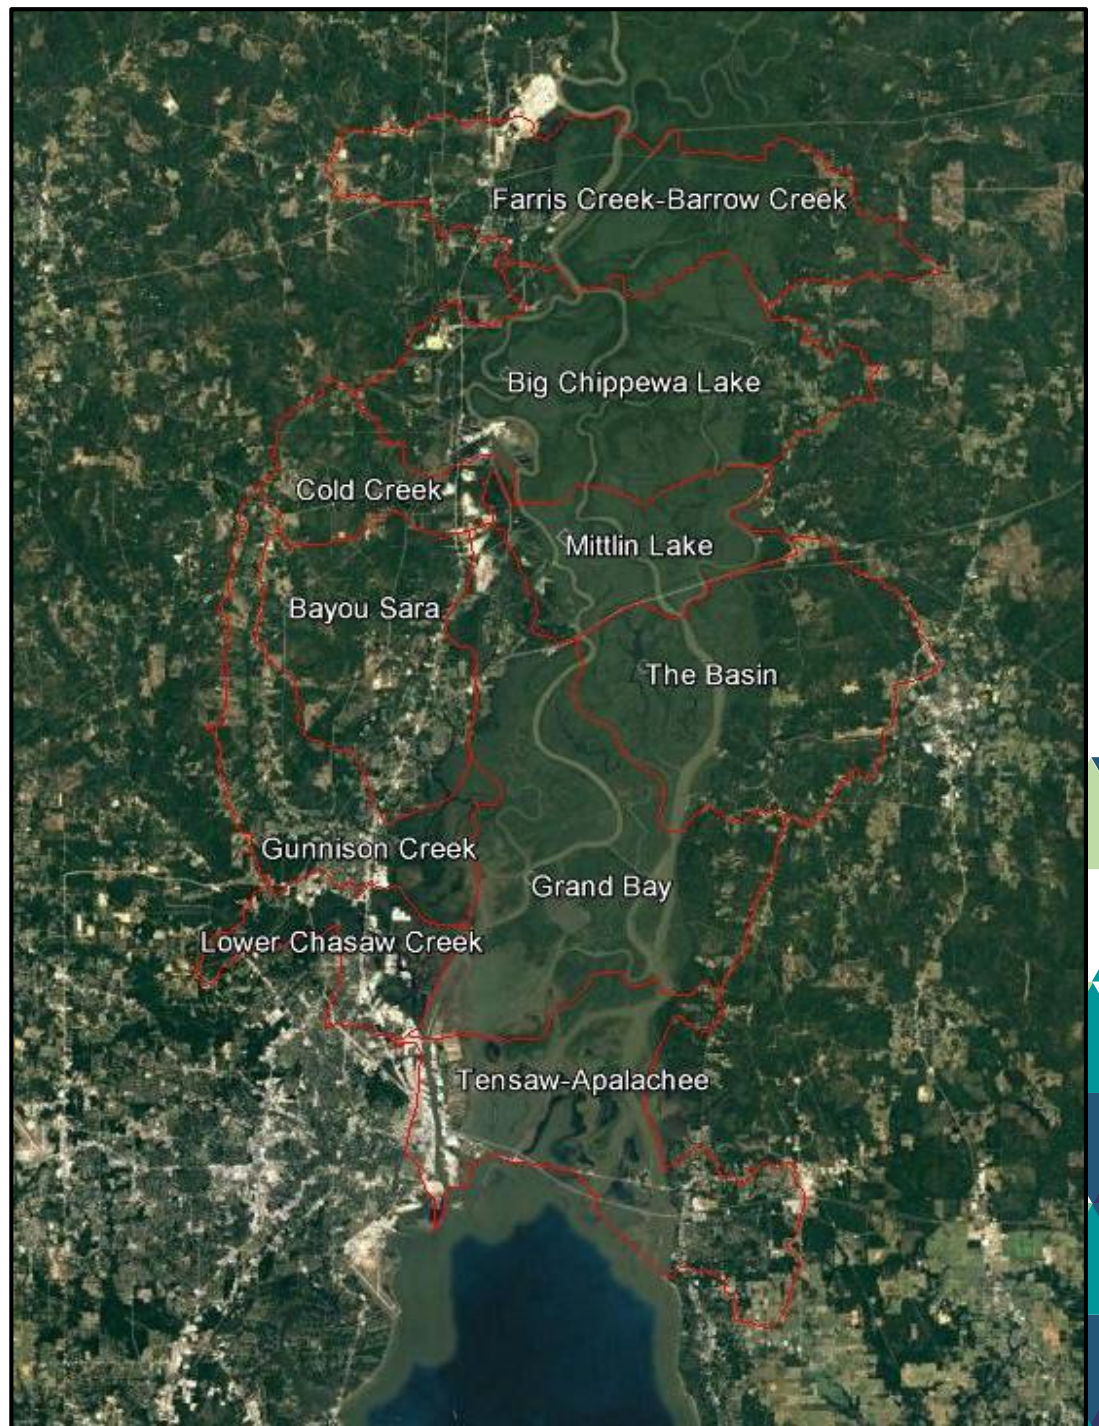 Farris Creek-Barrow Creek
Big Chippewa Lake
Cold Creek
Mittlin Lake
Bayou Sara
The Basin
Gunnison Creek
Grand Bay
Lower Chasaw Creek
Tensaw-Apalachee